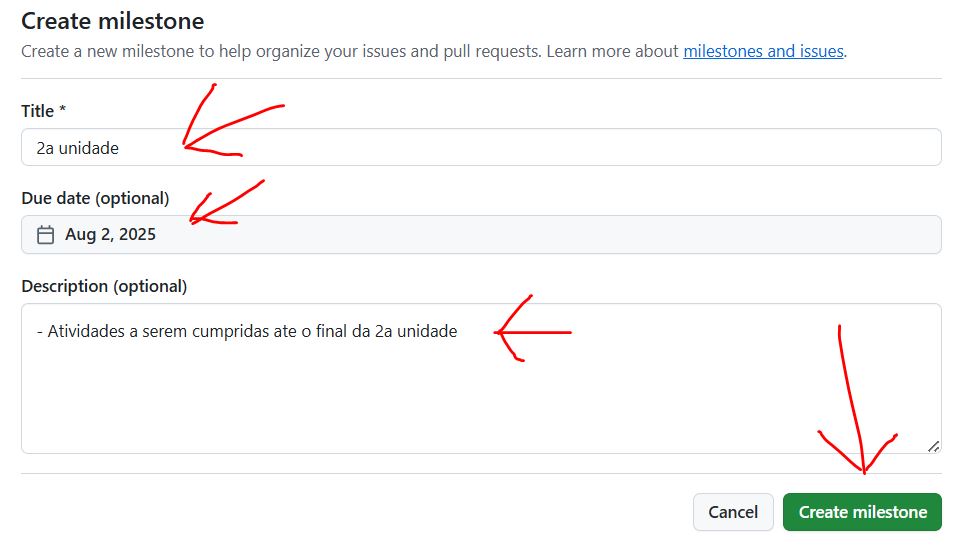 Create milestone
Create a new milestone to help organize your issues and pull requests. Learn more about milestones and issues.
Title *
2a unidade
Due date (optional)
Aug 2, 2025
Description (optional)
- Atividades a serem cumpridas ate o final da 2a unidade
Cancel
Create milestone